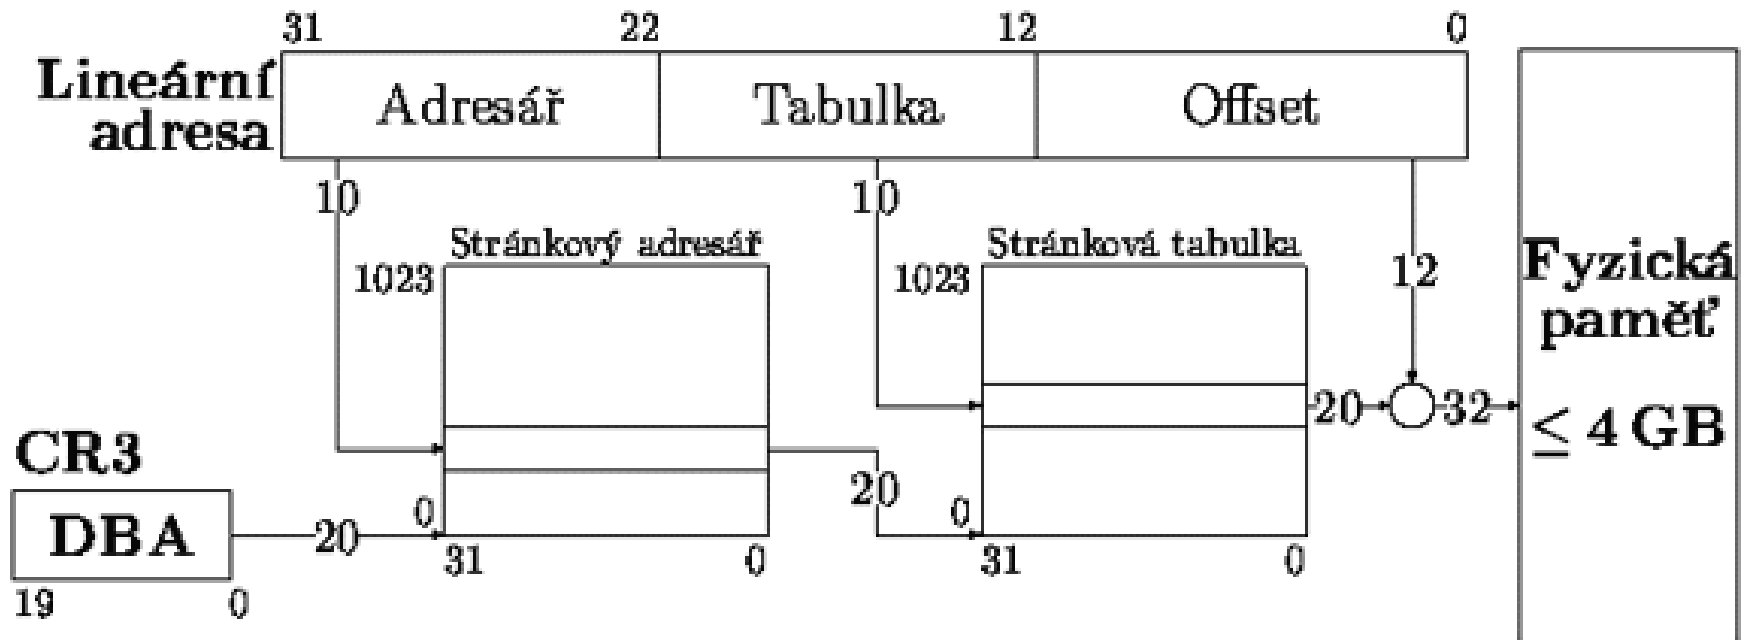 31 22 12 0
Lineární adresa
Adresář Tabulka Offset
10 10
Stránkový adresář Stránková tabulka
1023 1023
12
Fyzická
paměť
≤ 4 GB
20 32
CR3
DBA
20
20
0 0
31 0 31 0
19 0